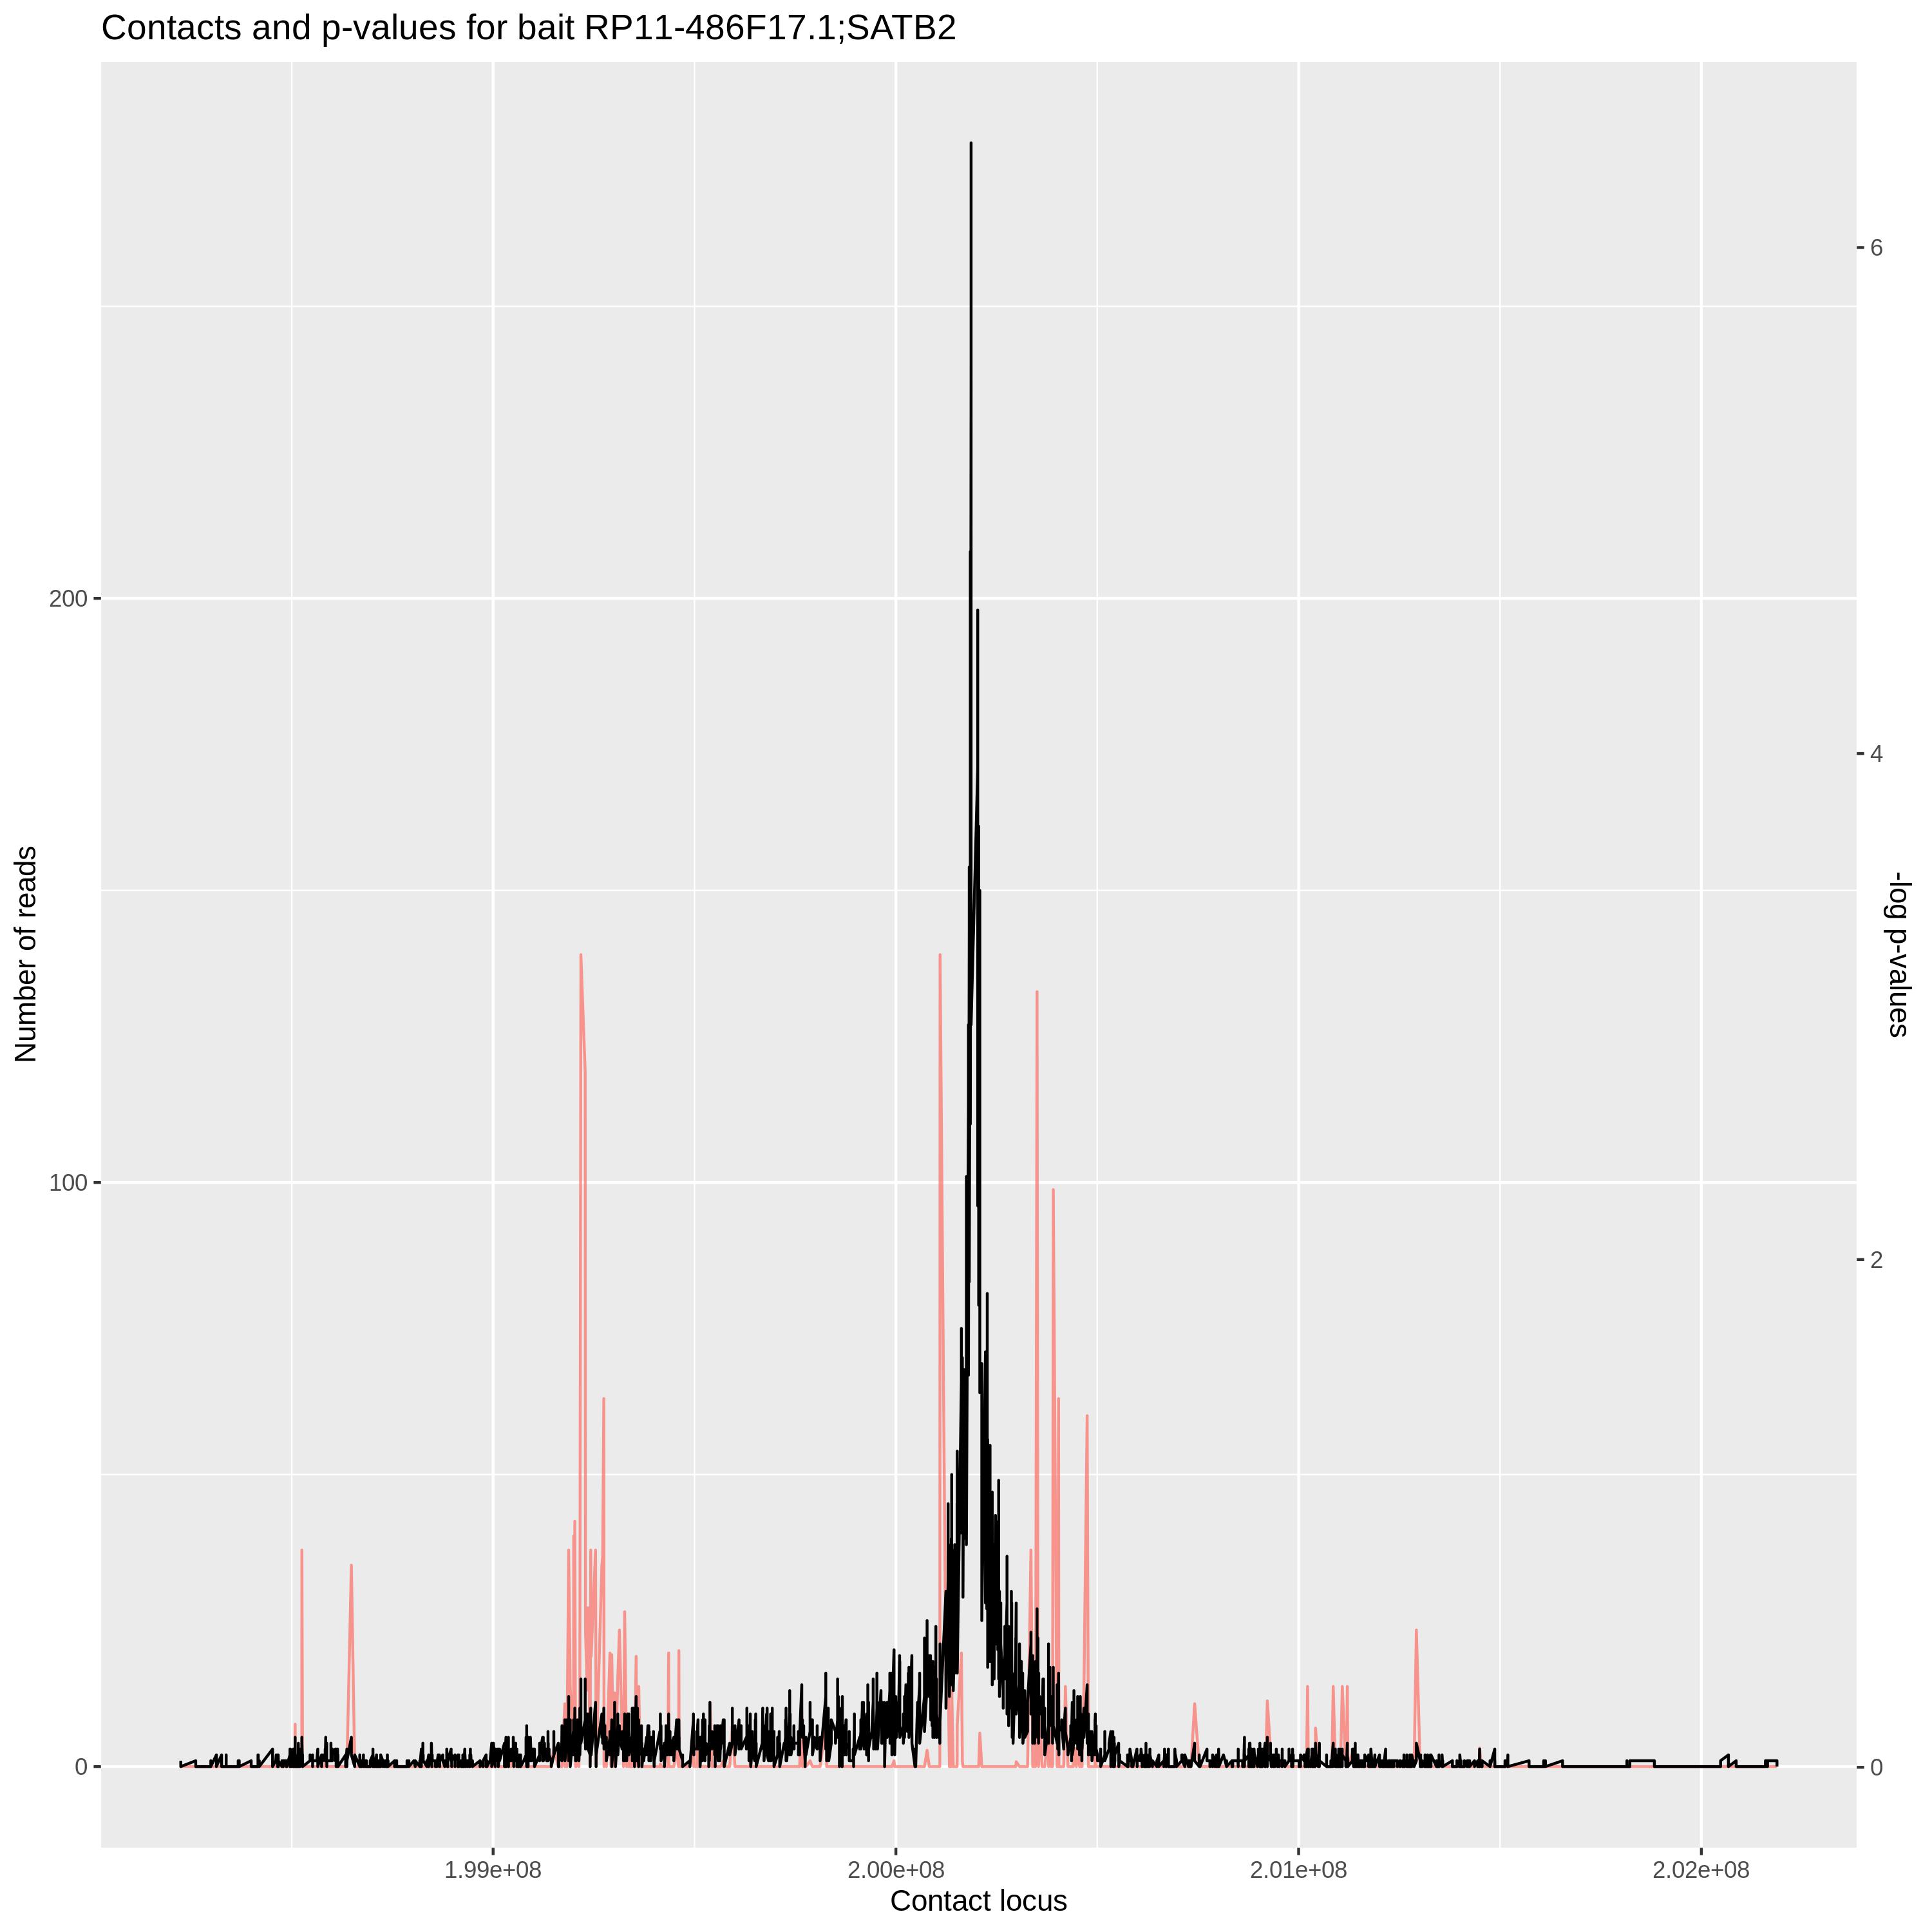 Contacts and p-values for bait RP11-486F17.1;SATB2
Number of reads
200
100
0
6
4
2
0
-log p-values
1.99e+08 2.00e+08 2.01e+08 2.02e+08
Contact locus